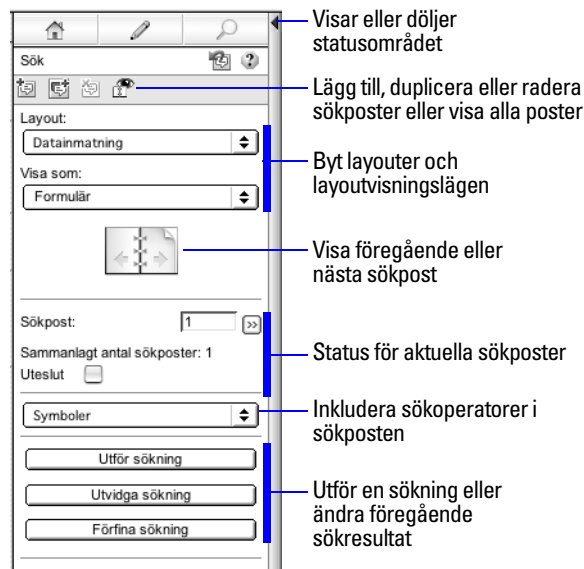 Visar eller döljer
statusområdet
Sök
Lägg till, duplicera eller radera
sökposter eller visa alla poster
Layout:
Datainmatning
Byt layouter och
layoutvisningslägen
Visa som:
Formulär
Visa föregående eller
nästa sökpost
Sökpost:
1
Sammanlagt antal sökposter: 1
Uteslut
Status för aktuella sökposter
Symboler
Inkludera sökoperatorer i
sökposten
Utför sökning
Utvidga sökning
Förfina sökning
Utför en sökning eller
ändra föregående
sökresultat